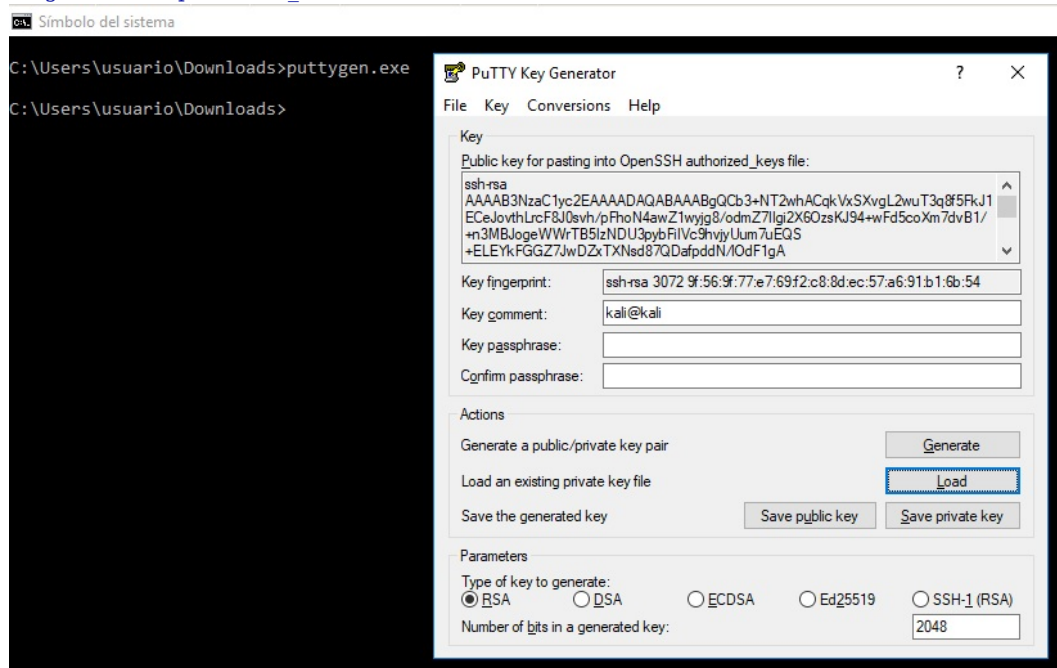 Símbolo del sistema
C:\Users\usuario\Downloads>puttygen.exe
C:\Users\usuario\Downloads>
PuTTY Key Generator
? ×
File Key Conversions Help
Key
Public key for pasting into OpenSSH authorized_keys file:
ssh-rsa
AAAAB3NzaC1yc2EAAAADAQABAAABgQCb3+NT2whACqkVxSXvgL2wuT3q8f5FkJ1
ECeJovthLrcF8J0svh/pFhoN4awZ1wyjg8/odmZ7lIgi2X6OzsKJ94+wFd5coXm7dvB1/
+n3MBJogeWWrTB5IzNDU3pybFiIVc9hvjyUum7uEQS
+ELEYkFGGZ7JwDZxTXNsd87QDafpddN/lOdF1gA
Key fingerprint: ssh-rsa 3072 9f:56:9f:77:e7:69:f2:c8:8d:ec:57:a6:91:b1:6b:54
Key comment: kali@kali
Key passphrase:
Confirm passphrase:
Actions
Generate a public/private key pair Generate
Load an existing private key file Load
Save the generated key Save public key Save private key
Parameters
Type of key to generate:
RSA DSA ECDSA Ed25519 SSH-1 (RSA)
Number of bits in a generated key: 2048